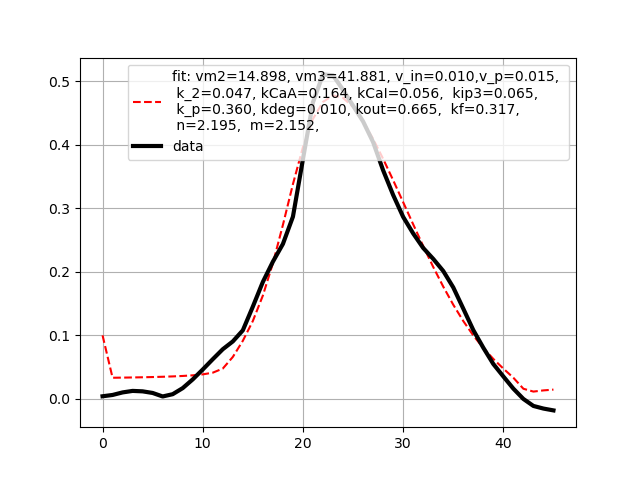 fit: vm2=14.898, vm3=41.881, v_in=0.010,v_p=0.015,
k_2=0.047, kCaA=0.164, kCaI=0.056,  kip3=0.065,
k_p=0.360, kdeg=0.010, kout=0.665,  kf=0.317,
n=2.195,  m=2.152,
data
0.5
0.4
0.3
0.2
0.1
0.0
0 10 20 30 40